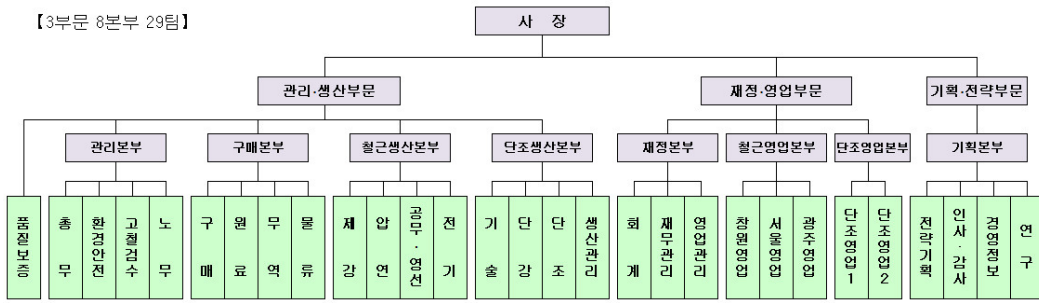 【3부문 8본부 29팀】
사 장
관리·생산부문
재정·영업부문
기획·전략부문
관리본부
구매본부
철근생산본부
단조생산본부
재정본부
철근영업본부
단조영업본부
기획본부
품질보증
총무
환경안전
고철검수
노무
구매
원료
무역
물류
제강
압연
공무·영선
전기
기술
단강
단조
생산관리
회계
재무관리
영업관리
창원영업
서울영업
광주영업
단조영업1
단조영업2
전략기획
인사·감사
경영정보
연구